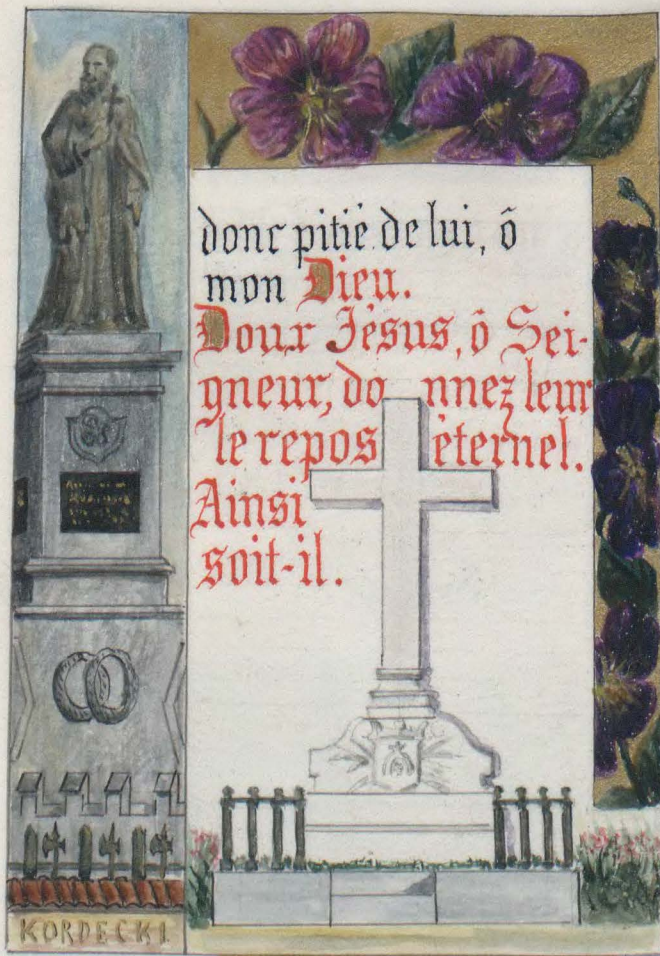 donc pitié de lui, ô
mon Dieu.
Doux Jésus, ô Sei-
gneur, donnez leur
le repos éternel.
Ainsi
soit-il.
KORDECKI